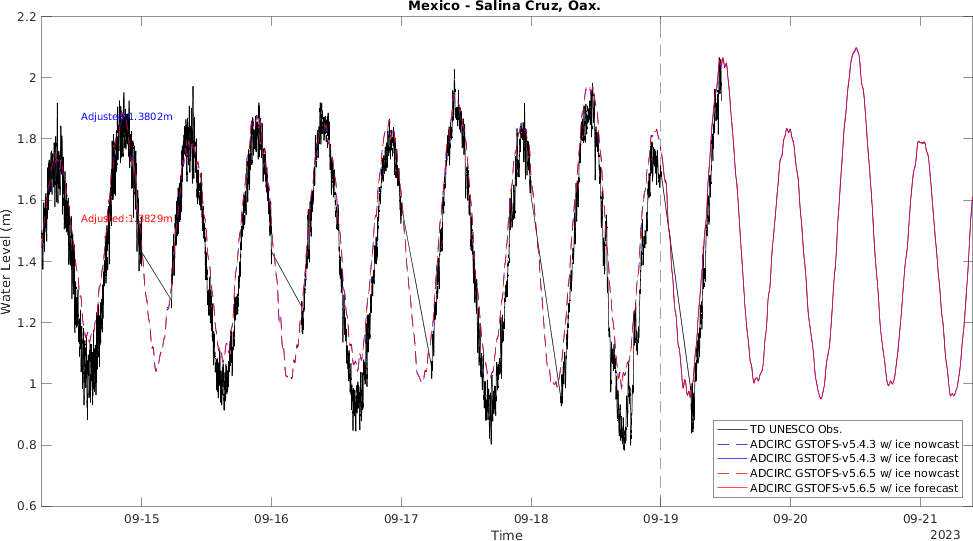 Mexico - Salina Cruz, Oax.
2.2
2
1.8
1.6
1.4
1.2
1
0.8
0.6
Water Level (m)
Adjusted:1.3802m
Adjusted:1.3829m
TD UNESCO Obs.
ADCIRC GSTOFS-v5.4.3 w/ ice nowcast
ADCIRC GSTOFS-v5.4.3 w/ ice forecast
ADCIRC GSTOFS-v5.6.5 w/ ice nowcast
ADCIRC GSTOFS-v5.6.5 w/ ice forecast
09-15 09-16 09-17 09-18 09-19 09-20 09-21
Time
2023